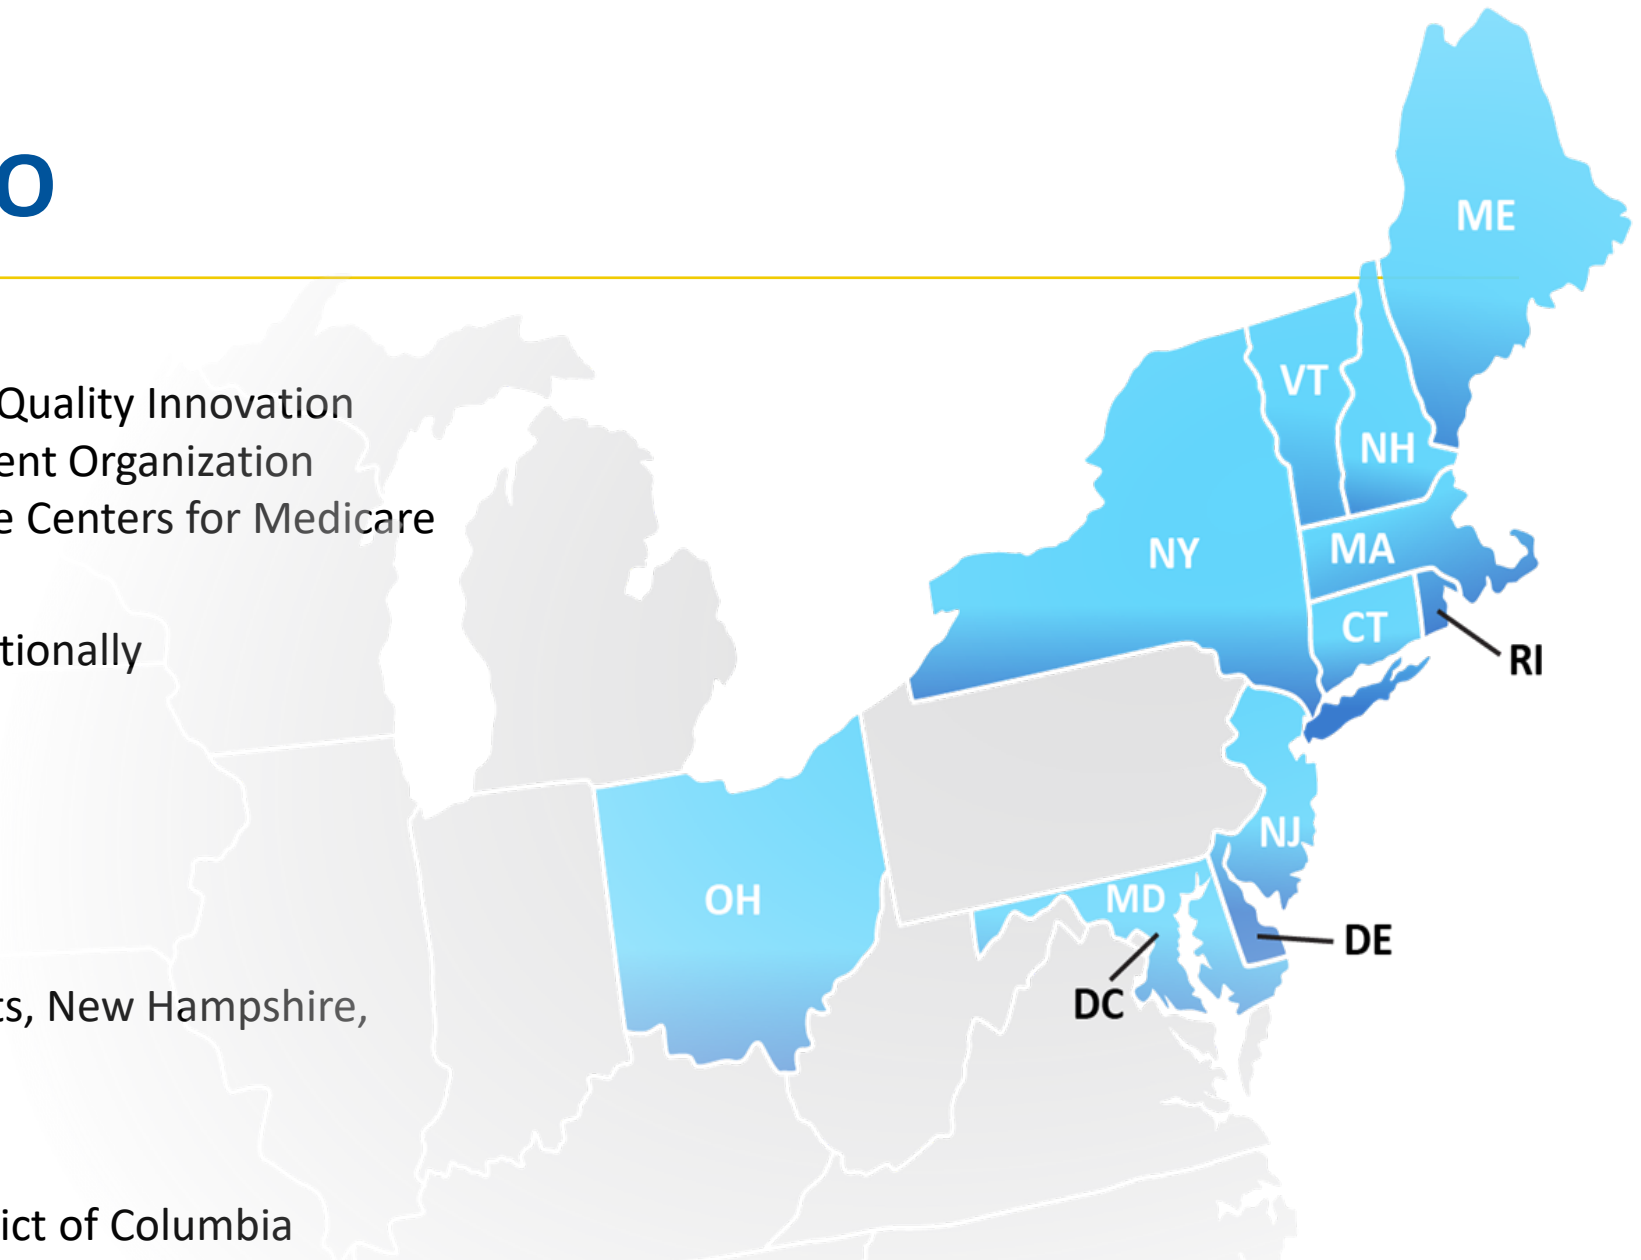 O
Quality Innovation
ent Organization
e Centers for Medicare
tionally
ts, New Hampshire,
ict of Columbia
ME
VT
NH
NY
MA
CT
RI
NJ
OH
MD
DE
DC